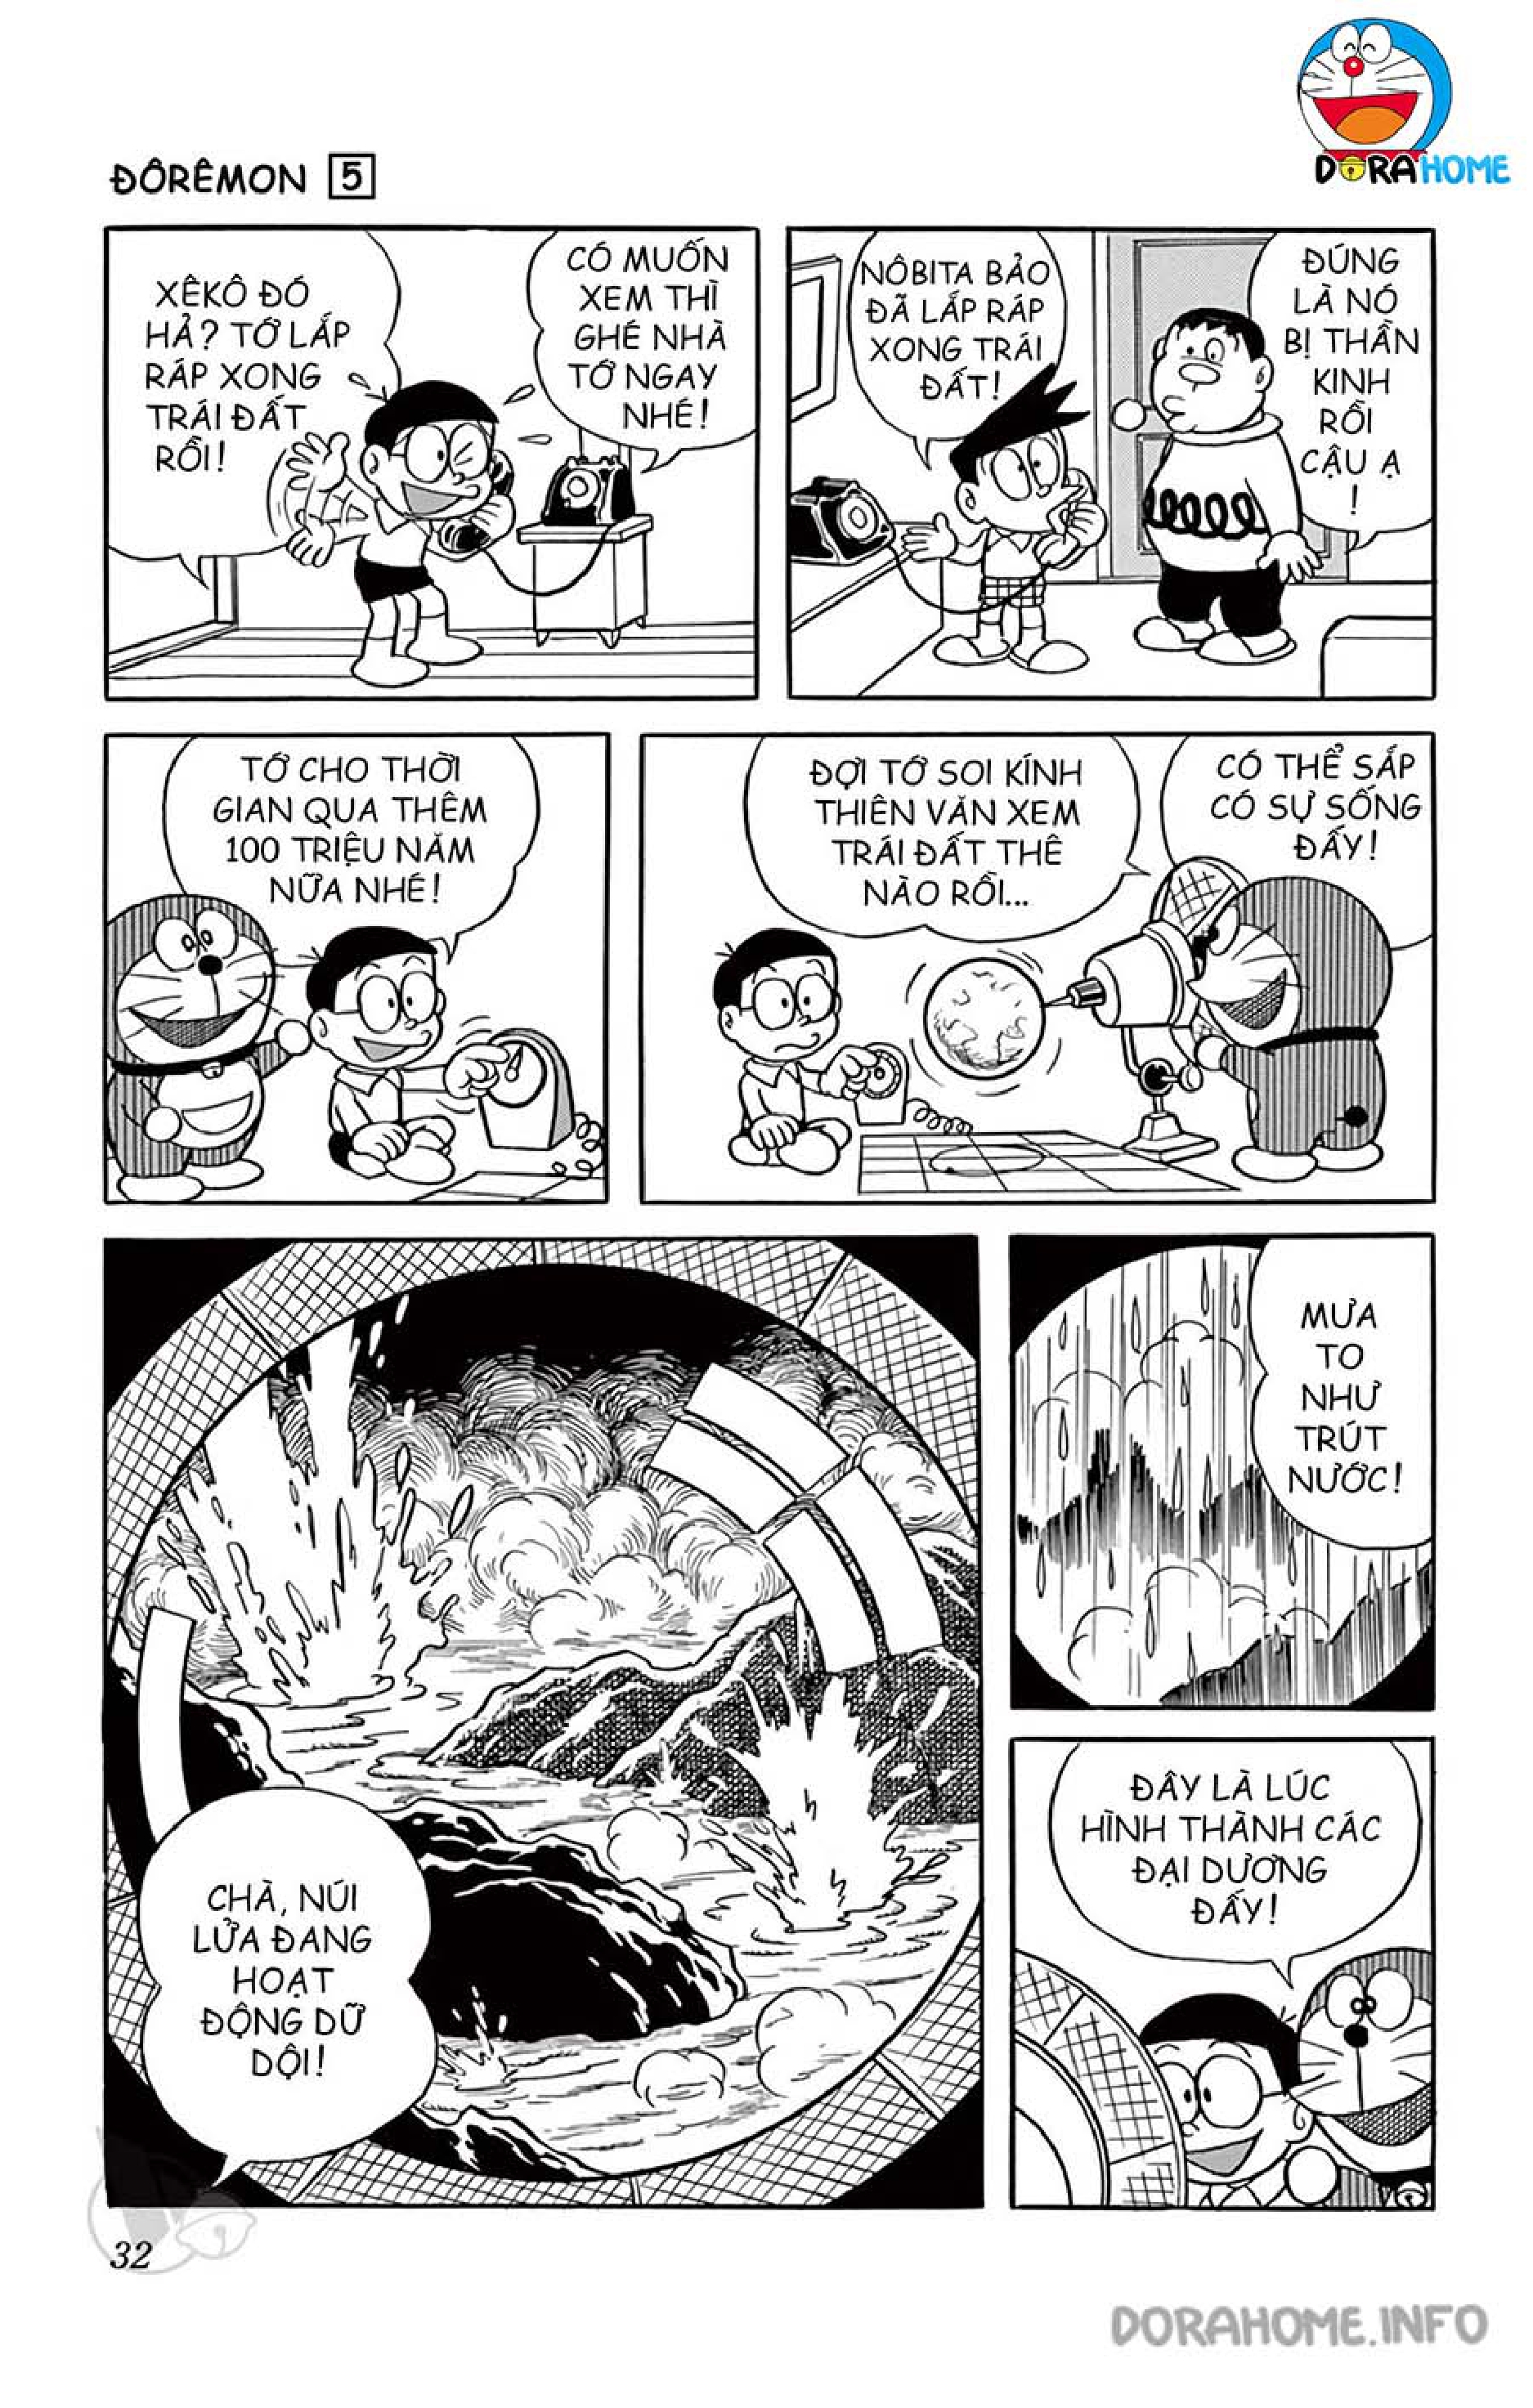 DORAHOME
ĐÔRÊMON 5
XÊKÔ ĐÓ
HẢ? TỚ LẮP
RÁP XONG
TRÁI ĐẤT
RỒI!
CÓ MUỐN
XEM THÌ
GHÉ NHÀ
TỚ NGAY
NHÉ!
NÔBITA BẢO
ĐÃ LẮP RÁP
XONG TRÁI
ĐẤT!
ĐÚNG
LÀ NÓ
BỊ THẦN
KINH
RỒI
CẬU Ạ
!
TỚ CHO THỜI
GIAN QUA THÊM
100 TRIỆU NĂM
NỮA NHÉ!
ĐỢI TỚ SOI KÍNH
THIÊN VĂN XEM
TRÁI ĐẤT THÊ
NÀO RỒI...
CÓ THỂ SẮP
CÓ SỰ SỐNG
ĐẤY!
CHÀ, NÚI
LỬA ĐANG
HOẠT
ĐỘNG DỮ
DỘI!
MƯA
TO
NHƯ
TRÚT
NƯỚC!
ĐÂY LÀ LÚC
HÌNH THÀNH CÁC
ĐẠI DƯƠNG
ĐẤY!
32
DORAHOME.INFO